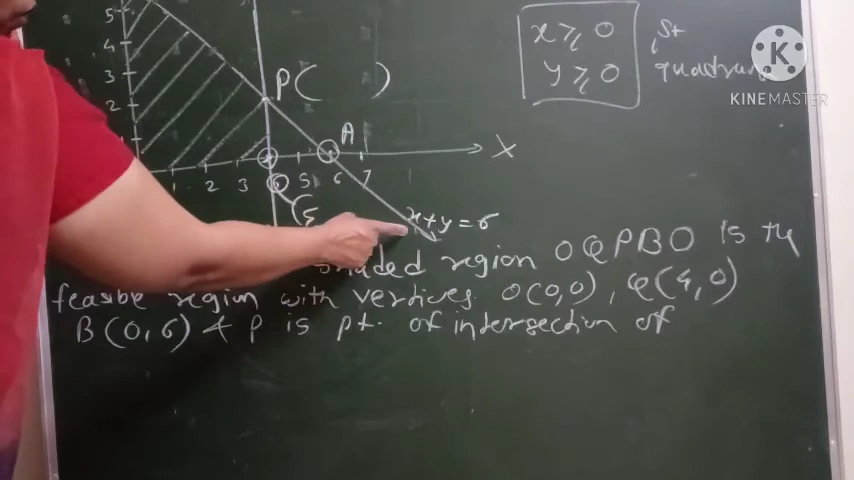 5
4
3
2
x ≥ 0 Ist
y ≥ 0 quadrant
KINEMASTER
P( )
A
X
1 2 3 5 6 7
x+y=6
shaded region OQPBO is the
feasible region with vertices O(0,0), Q(4,0)
B(0,6) & P is pt. of intersection of